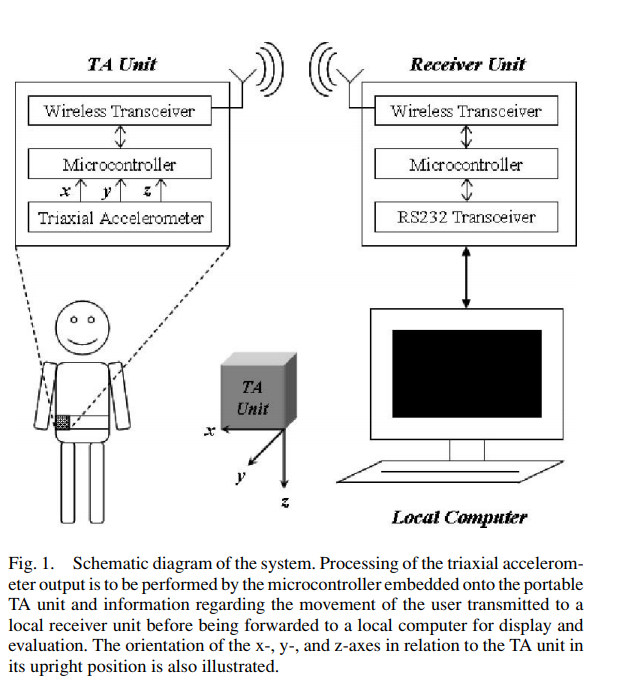 TA Unit
Receiver Unit
Wireless Transceiver
Wireless Transceiver
Microcontroller
Microcontroller
x y z
Triaxial Accelerometer
RS232 Transceiver
TA
Unit
x
y
z
Local Computer
Fig. 1. Schematic diagram of the system. Processing of the triaxial accelerom-
eter output is to be performed by the microcontroller embedded onto the portable
TA unit and information regarding the movement of the user transmitted to a
local receiver unit before being forwarded to a local computer for display and
evaluation. The orientation of the x-, y-, and z-axes in relation to the TA unit in
its upright position is also illustrated.